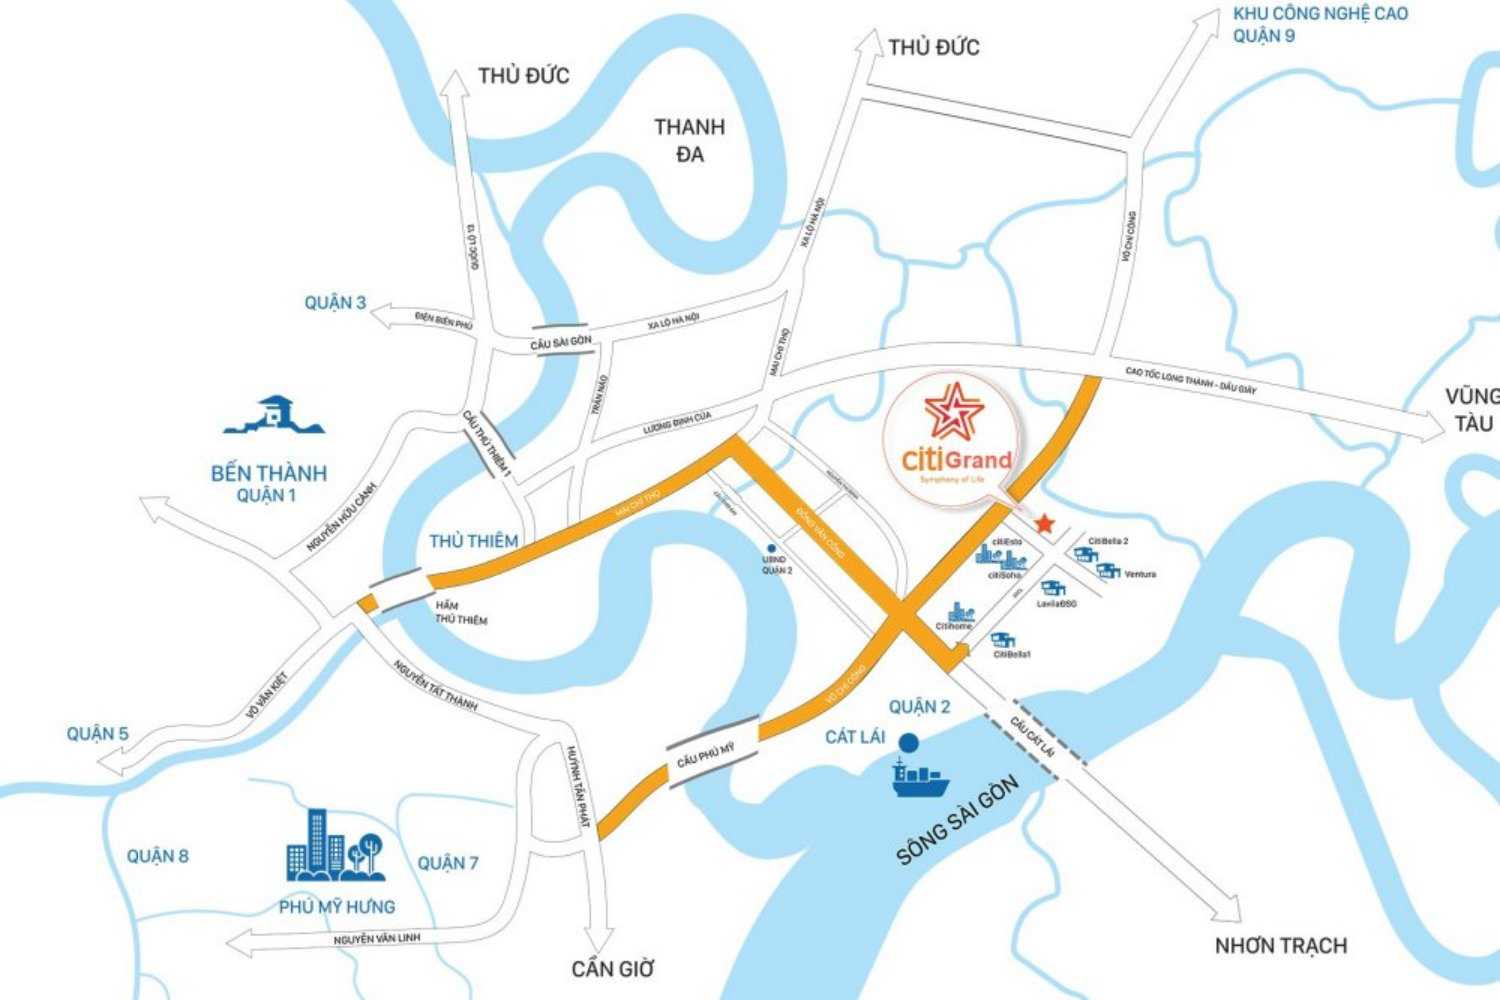 KHU CÔNG NGHỆ CAO
QUẬN 9
THỦ ĐỨC
THỦ ĐỨC
THANH
ĐA
XA LỘ HÀ NỘI
VÕ CHÍ CÔNG
QUỐC LỘ 13
QUẬN 3
ĐIỆN BIÊN PHỦ
CẦU SÀI GÒN
XA LỘ HÀ NỘI
MAI CHÍ THỌ
TRẦN NÃO
CAO TỐC LONG THÀNH - DẦU GIÂY
VŨNG
TÀU
LƯƠNG ĐỊNH CỦA
CẦU THỦ THIÊM 1
citiGrand
Symphony of Life
BẾN THÀNH
QUẬN 1
NGUYỄN HỮU CẢNH
MAI CHÍ THỌ
ĐỒNG VĂN CỐNG
THỦ THIÊM
UBND
QUẬN 2
citiEsto
citiSoho
CitiBella 2
Ventura
LavilaĐSG
HẦM
THỦ THIÊM
Citihome
CitiBella1
NGUYỄN TẤT THÀNH
VÕ VĂN KIỆT
VÕ CHÍ CÔNG
QUẬN 2
QUẬN 5
CÁT LÁI
CẦU CÁT LÁI
CẦU PHÚ MỸ
HUỲNH TẤN PHÁT
SÔNG SÀI GÒN
QUẬN 8
QUẬN 7
PHÚ MỸ HƯNG
NGUYỄN VĂN LINH
CẦN GIỜ
NHƠN TRẠCH